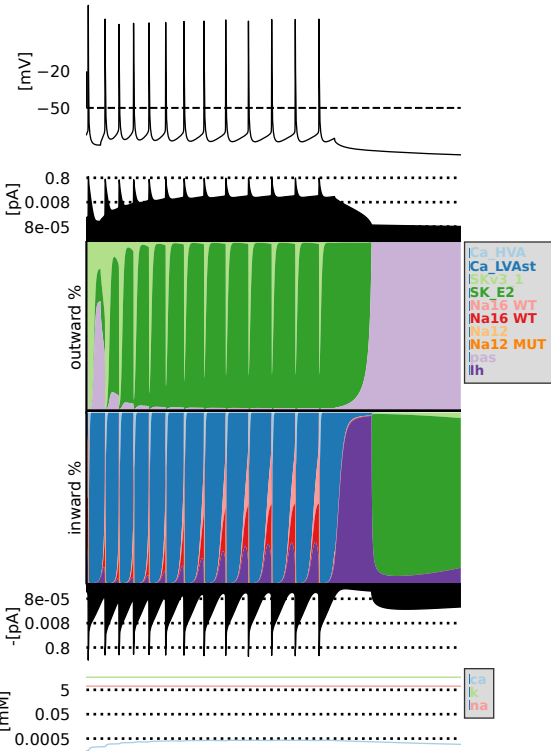 [mV]
−20
−50
[pA]
0.8
0.008
8e-05
outward %
Ca_HVA
Ca_LVAst
SKv3_1
SK_E2
Na16 WT
Na16 WT
Na12
Na12 MUT
pas
Ih
inward %
-[pA]
8e-05
0.008
0.8
[mM]
5
0.05
0.0005
ca
k
na